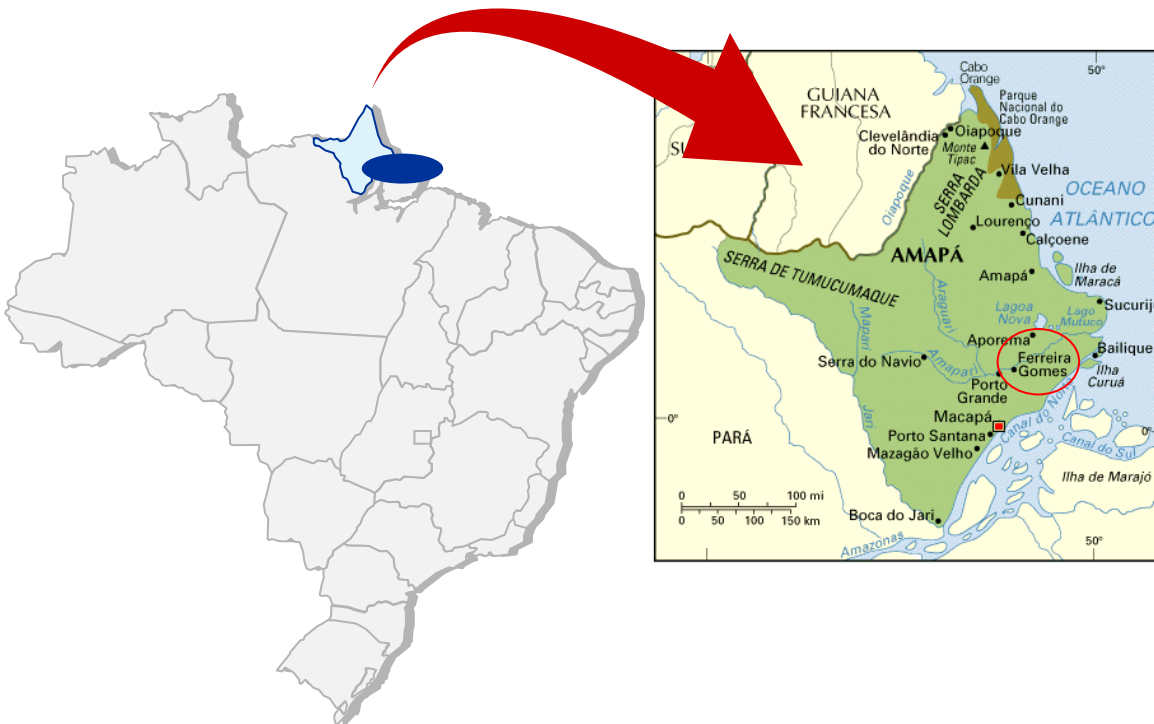 Cabo
Orange
50°
GUIANA
FRANCESA
Parque
Nacional do
Cabo Orange
Clevelândia
do Norte
Oiapoque
Monte
Tipac
SU
Vila Velha
Oiapoque
SERRA
LOMBARDA
OCEANO
ATLÂNTICO
Cunani
Lourenço
Calçoene
AMAPÁ
SERRA DE TUMUCUMAQUE
Amapá
Ilha de
Maracá
Araguari
Mapari
Lagoa
Nova
Lago
Mutuco
Sucuriju
Aporema
Bailique
Serra do Navio
Amapari
Ferreira
Gomes
Ilha
Curuá
Porto
Grande
Jari
Canal do Norte
0°
Macapá
0°
PARÁ
Porto Santana
Mazagão Velho
Canal do Sul
Ilha de Marajó
0 50 100 mi
0 50 100 150 km
Boca do Jari
Amazonas
50°